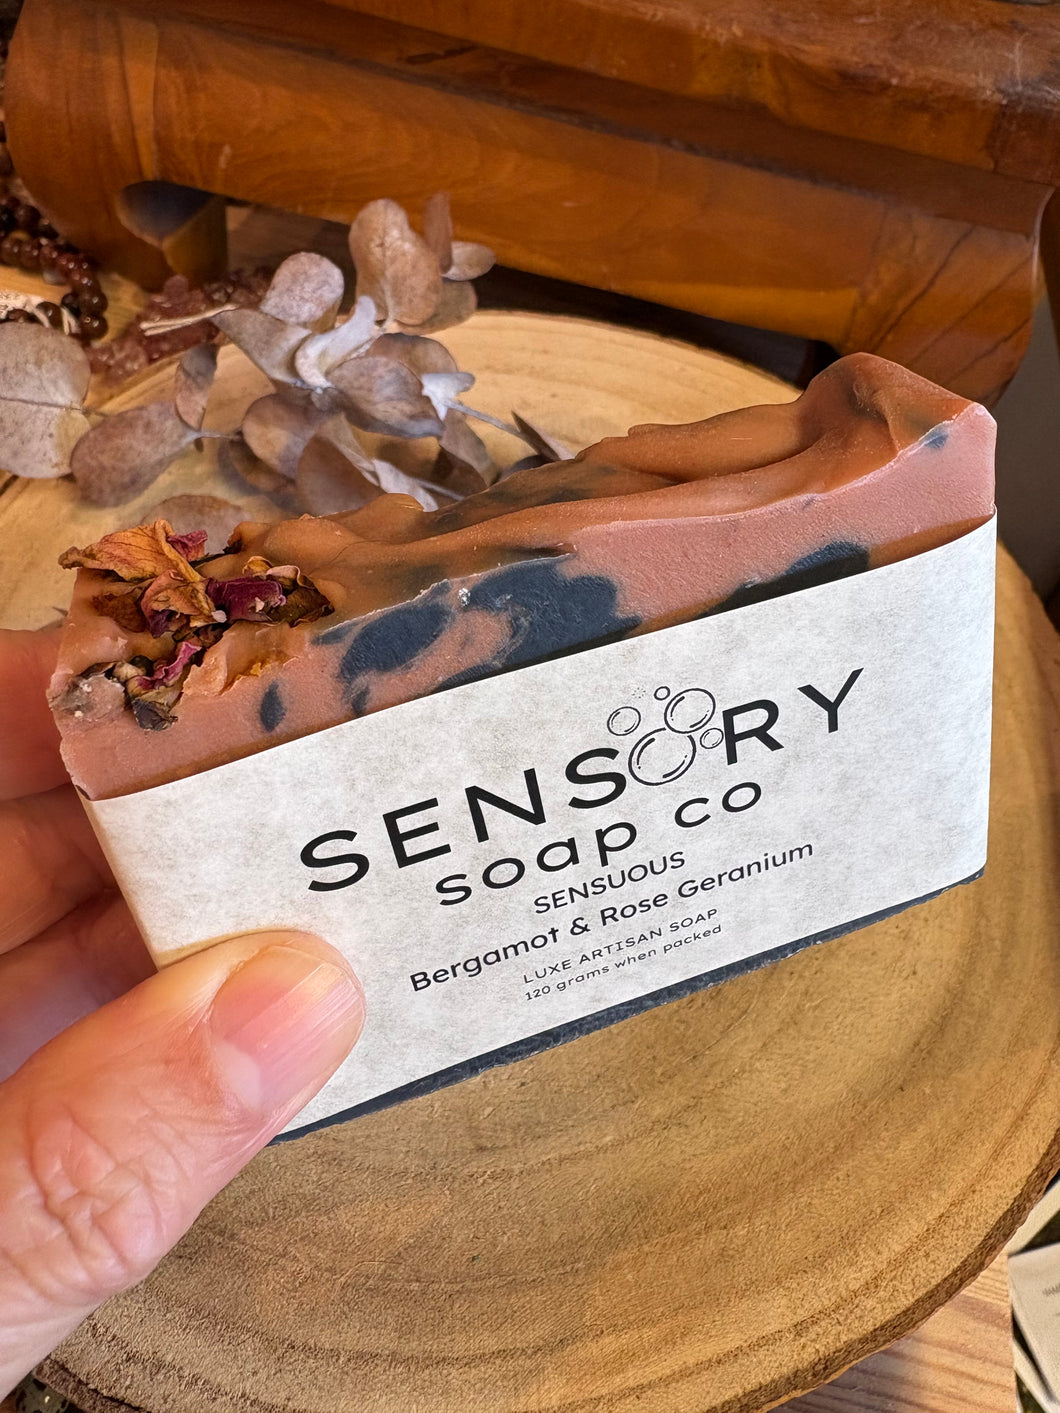 SENSORY
soap co
SENSUOUS
Bergamot & Rose Geranium
LUXE ARTISAN SOAP
120 grams when packed